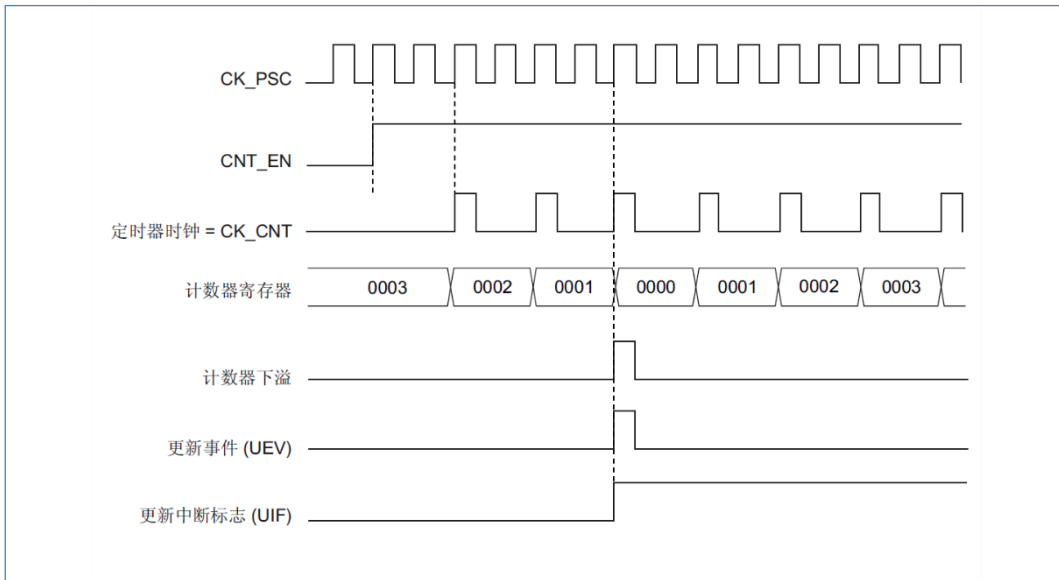 CK_PSC
CNT_EN
定时器时钟 = CK_CNT
计数器寄存器 0003 0002 0001 0000 0001 0002 0003
计数器下溢
更新事件 (UEV)
更新中断标志 (UIF)